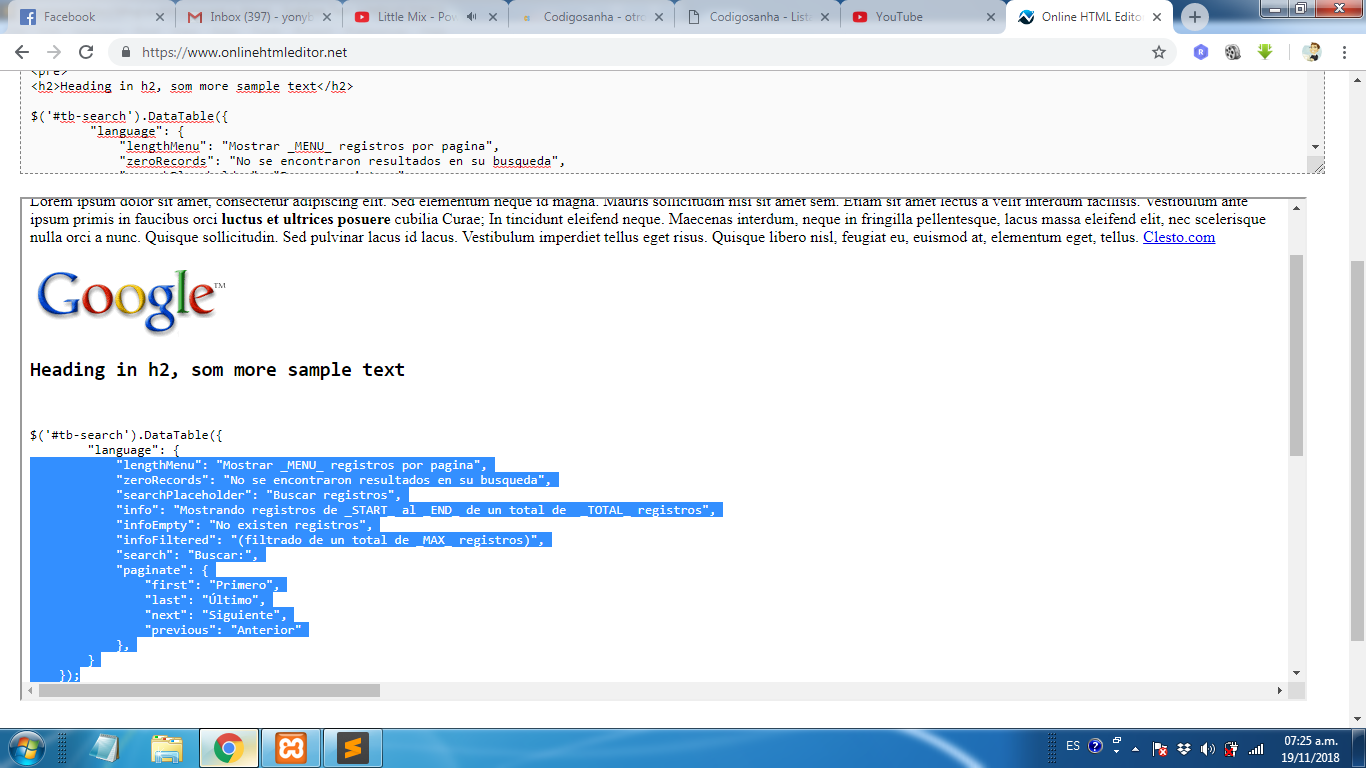 Facebook
Inbox (397) - yonyb
Little Mix - Pow
Codigosanha - otro
Codigosanha - List
YouTube
Online HTML Editor
https://www.onlinehtmleditor.net
<pre>
<h2>Heading in h2, som more sample text</h2>
$('#tb-search').DataTable({
"language": {
"lengthMenu": "Mostrar _MENU_ registros por pagina",
"zeroRecords": "No se encontraron resultados en su busqueda",
Lorem ipsum dolor sit amet, consectetur adipiscing elit. Sed elementum neque id magna. Mauris sollicitudin nisi sit amet sem. Etiam sit amet lectus a velit interdum facilisis. Vestibulum ante
ipsum primis in faucibus orci luctus et ultrices posuere cubilia Curae; In tincidunt eleifend neque. Maecenas interdum, neque in fringilla pellentesque, lacus massa eleifend elit, nec scelerisque
nulla orci a nunc. Quisque sollicitudin. Sed pulvinar lacus id lacus. Vestibulum imperdiet tellus eget risus. Quisque libero nisl, feugiat eu, euismod at, elementum eget, tellus. Clesto.com
Google™
Heading in h2, som more sample text
$('#tb-search').DataTable({
"language": {
"lengthMenu": "Mostrar _MENU_ registros por pagina",
"zeroRecords": "No se encontraron resultados en su busqueda",
"searchPlaceholder": "Buscar registros",
"info": "Mostrando registros de _START_ al _END_ de un total de  _TOTAL_ registros",
"infoEmpty": "No existen registros",
"infoFiltered": "(filtrado de un total de _MAX_ registros)",
"search": "Buscar:",
"paginate": {
"first": "Primero",
"last": "Último",
"next": "Siguiente",
"previous": "Anterior"
},
}
});
ES
07:25 a.m.
19/11/2018